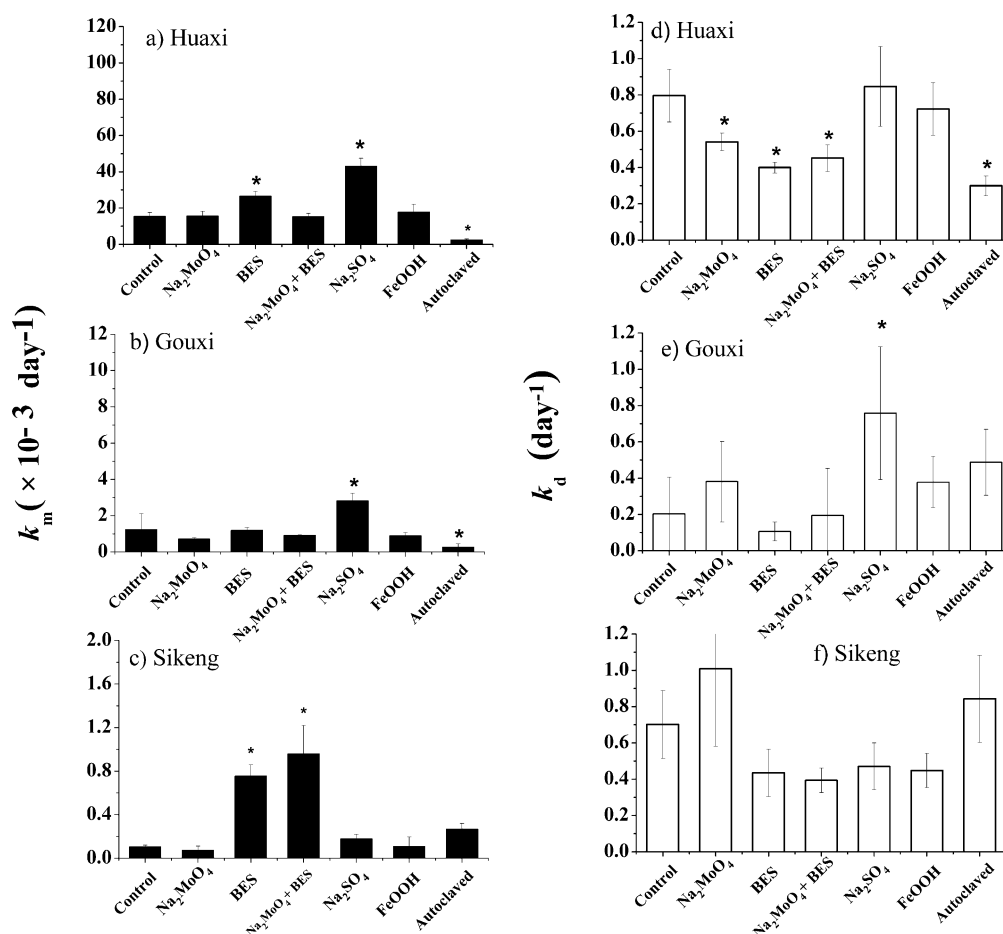 k_m (× 10^-3 day^-1)
a) Huaxi
120
100
80
60
40
20
0
* * *
Control Na₂MoO₄ BES Na₂MoO₄ + BES Na₂SO₄ FeOOH Autoclaved
b) Gouxi
12
10
8
6
4
2
0
* *
Control Na₂MoO₄ BES Na₂MoO₄ + BES Na₂SO₄ FeOOH Autoclaved
c) Sikeng
2.0
1.6
1.2
0.8
0.4
0.0
* *
Control Na₂MoO₄ BES Na₂MoO₄ + BES Na₂SO₄ FeOOH Autoclaved
k_d (day^-1)
d) Huaxi
1.2
1.0
0.8
0.6
0.4
0.2
0.0
* * * *
Control Na₂MoO₄ BES Na₂MoO₄ + BES Na₂SO₄ FeOOH Autoclaved
e) Gouxi
1.2
1.0
0.8
0.6
0.4
0.2
0.0
*
Control Na₂MoO₄ BES Na₂MoO₄ + BES Na₂SO₄ FeOOH Autoclaved
f) Sikeng
1.2
1.0
0.8
0.6
0.4
0.2
0.0
Control Na₂MoO₄ BES Na₂MoO₄ + BES Na₂SO₄ FeOOH Autoclaved